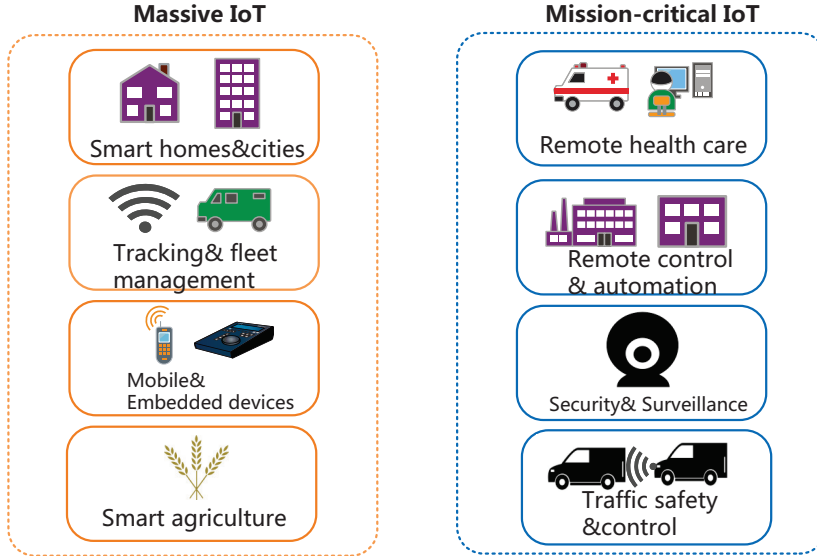 Massive IoT
Smart homes&cities
Tracking& fleet
management
Mobile&
Embedded devices
Smart agriculture
Mission-critical IoT
Remote health care
Remote control
& automation
Security& Surveillance
Traffic safety
&control